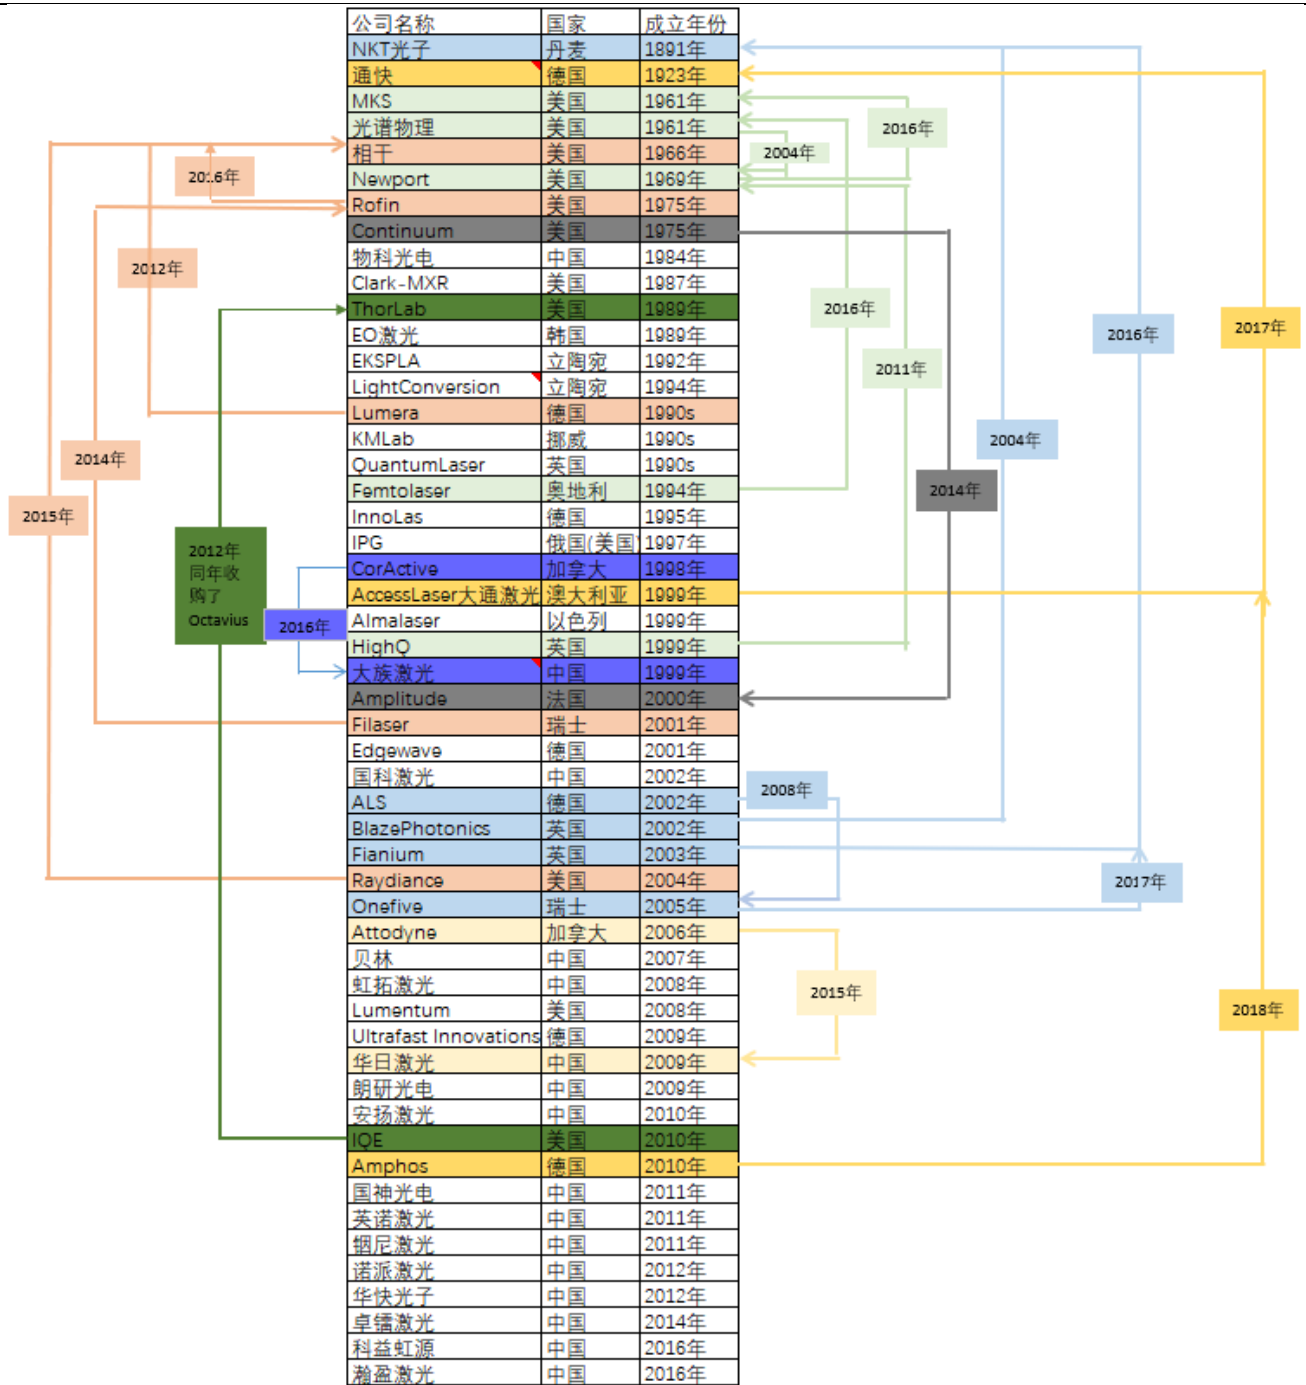 公司名称 国家 成立年份
NKT光子 丹麦 1891年
通快 德国 1923年
MKS 美国 1961年
光谱物理 美国 1961年
相干 美国 1966年
Newport 美国 1969年
Rofin 美国 1975年
Continuum 美国 1975年
物科光电 中国 1984年
Clark-MXR 美国 1987年
ThorLab 美国 1989年
EO激光 韩国 1989年
EKSPLA 立陶宛 1992年
LightConversion 立陶宛 1994年
Lumera 德国 1990s
KMLab 挪威 1990s
QuantumLaser 英国 1990s
Femtolaser 奥地利 1994年
InnoLas 德国 1995年
IPG 俄国(美国) 1997年
CorActive 加拿大 1998年
AccessLaser大通激光 澳大利亚 1999年
Almalaser 以色列 1999年
HighQ 英国 1999年
大族激光 中国 1999年
Amplitude 法国 2000年
Filaser 瑞士 2001年
Edgewave 德国 2001年
国科激光 中国 2002年
ALS 德国 2002年
BlazePhotonics 英国 2002年
Fianium 英国 2003年
Raydiance 美国 2004年
Onefive 瑞士 2005年
Attodyne 加拿大 2006年
贝林 中国 2007年
虹拓激光 中国 2008年
Lumentum 美国 2008年
Ultrafast Innovations 德国 2009年
华日激光 中国 2009年
朗研光电 中国 2009年
安扬激光 中国 2010年
IQE 美国 2010年
Amphos 德国 2010年
国神光电 中国 2011年
英诺激光 中国 2011年
铟尼激光 中国 2011年
诺派激光 中国 2012年
华快光子 中国 2012年
卓镭激光 中国 2014年
科益虹源 中国 2016年
瀚盈激光 中国 2016年
2016年
2012年
2014年
2015年
2012年
同年收
购了
Octavius
2016年
2016年
2004年
2016年
2011年
2014年
2004年
2016年
2017年
2008年
2017年
2015年
2018年